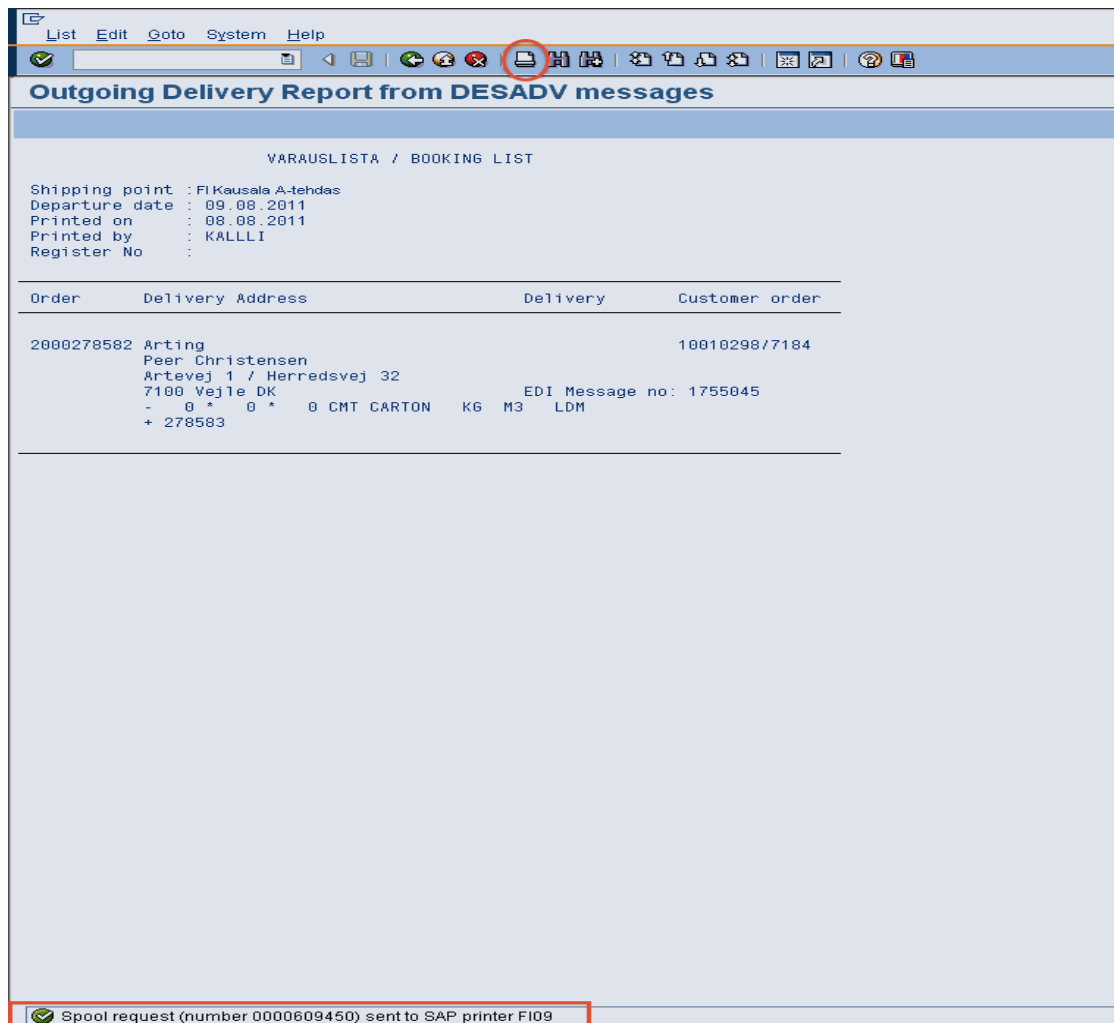 List Edit Goto System Help
Outgoing Delivery Report from DESADV messages
VARAUSLISTA / BOOKING LIST
Shipping point : FI Kausala A-tehdas
Departure date : 09.08.2011
Printed on : 08.08.2011
Printed by : KALLLI
Register No :
Order Delivery Address Delivery Customer order
2000278582 Arting 10010298/7184
Peer Christensen
Artevej 1 / Herredsvej 32
7100 Vejle DK EDI Message no: 1755045
- 0 * 0 * 0 CMT CARTON KG M3 LDM
+ 278583
Spool request (number 0000609450) sent to SAP printer FI09